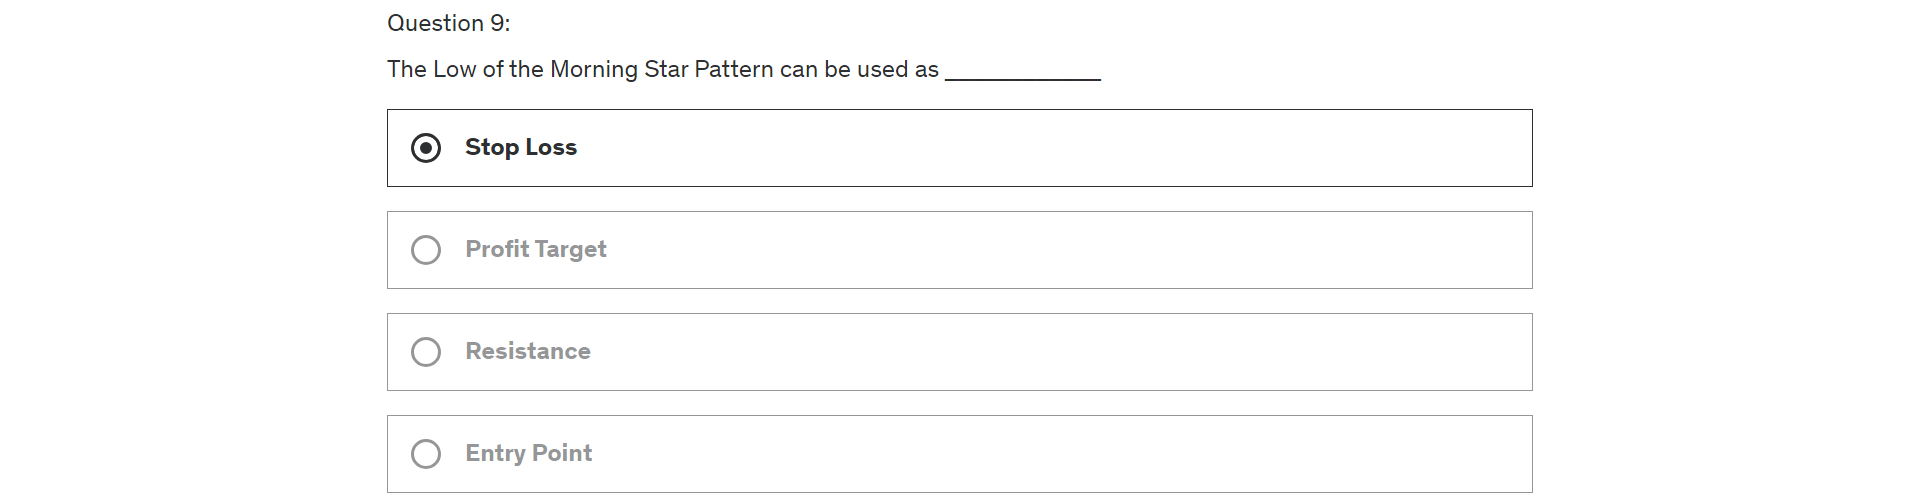 Question 9:
The Low of the Morning Star Pattern can be used as _____________
Stop Loss
Profit Target
Resistance
Entry Point